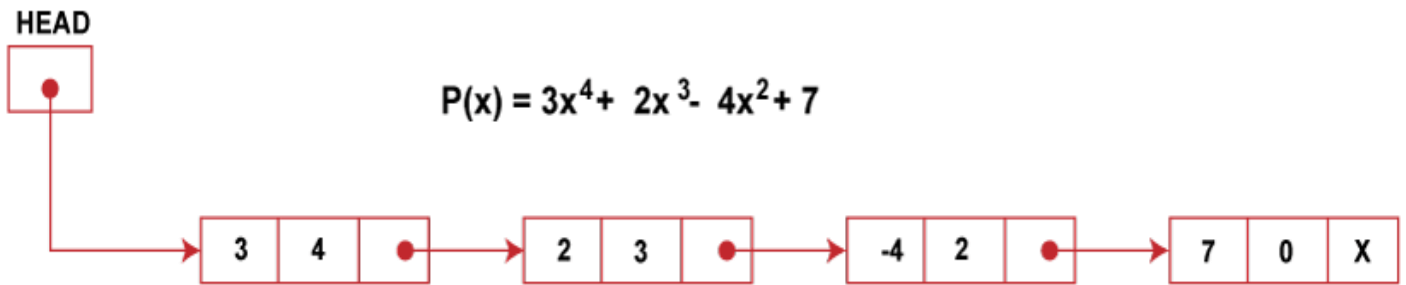 HEAD
P(x) = 3x⁴+ 2x³- 4x²+ 7
3 4 2 3 -4 2 7 0 X